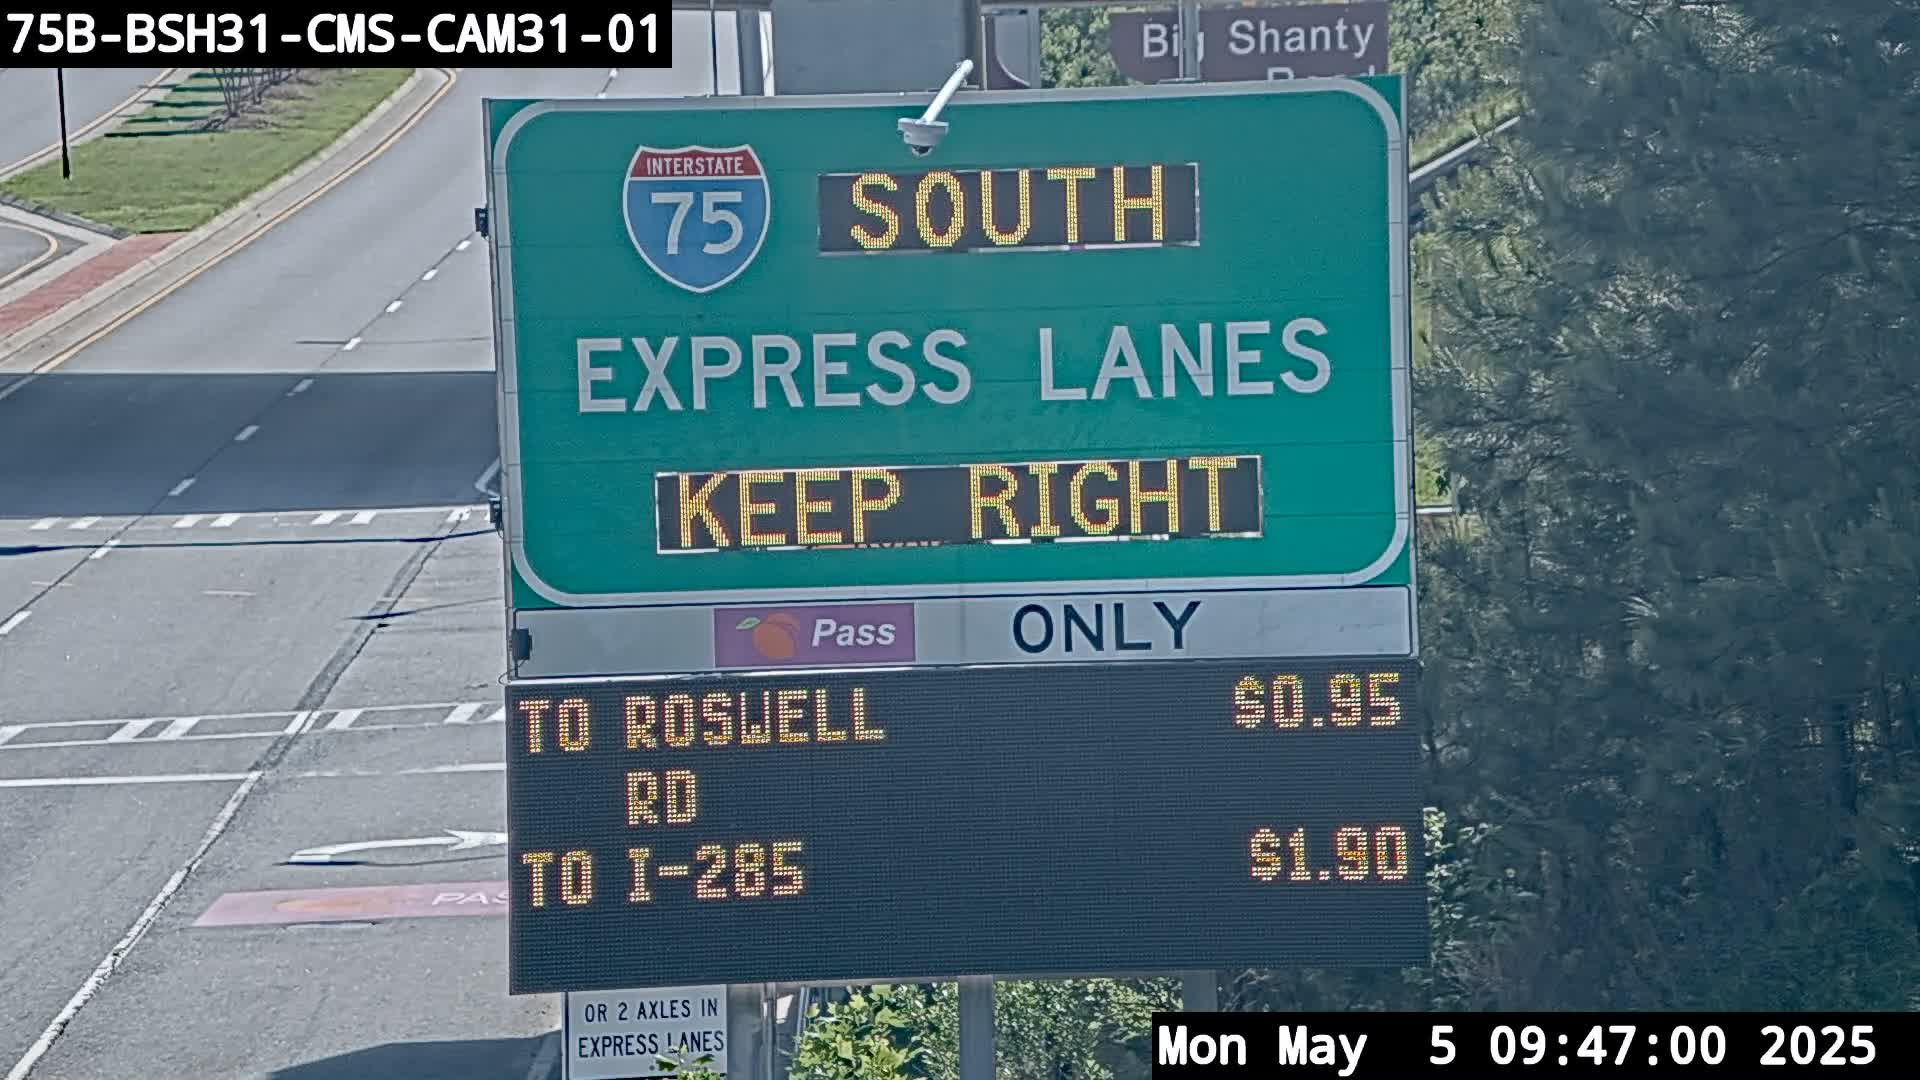 75B-BSH31-CMS-CAM31-01
Big Shanty
INTERSTATE
75
SOUTH
EXPRESS LANES
KEEP RIGHT
Pass ONLY
TO ROSWELL $0.95
RD
TO I-285 $1.90
PAS
OR 2 AXLES IN
EXPRESS LANES
Mon May 5 09:47:00 2025